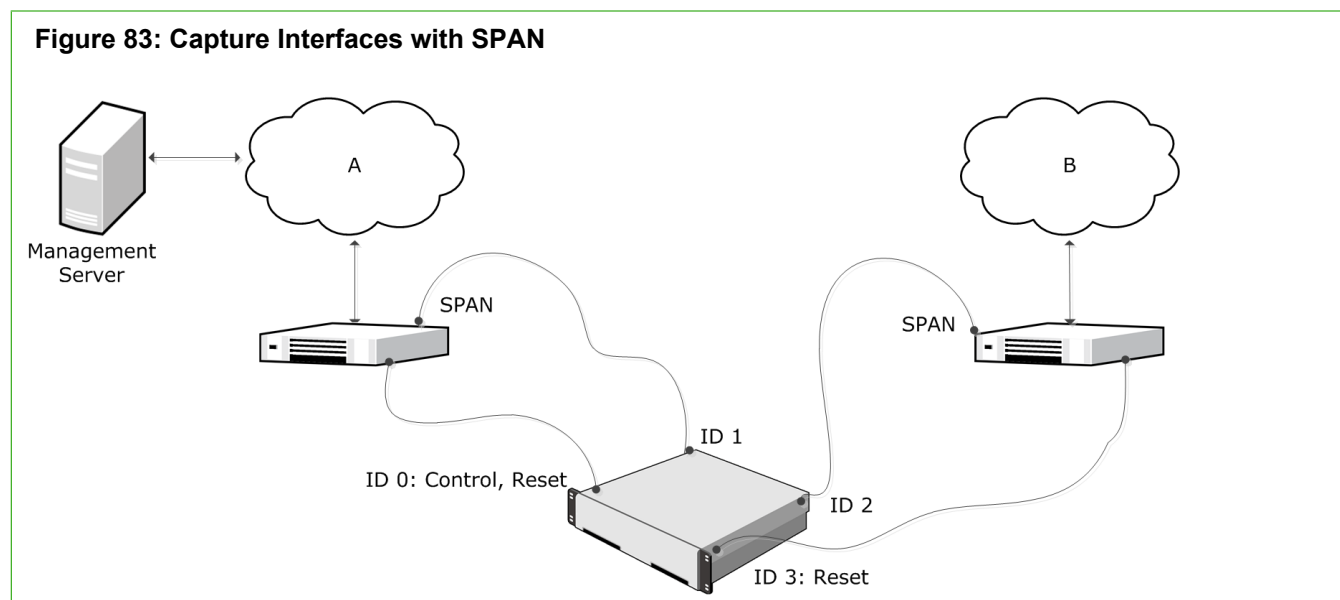 Figure 83: Capture Interfaces with SPAN
A
B
Management
Server
SPAN
SPAN
ID 1
ID 0: Control, Reset
ID 2
ID 3: Reset